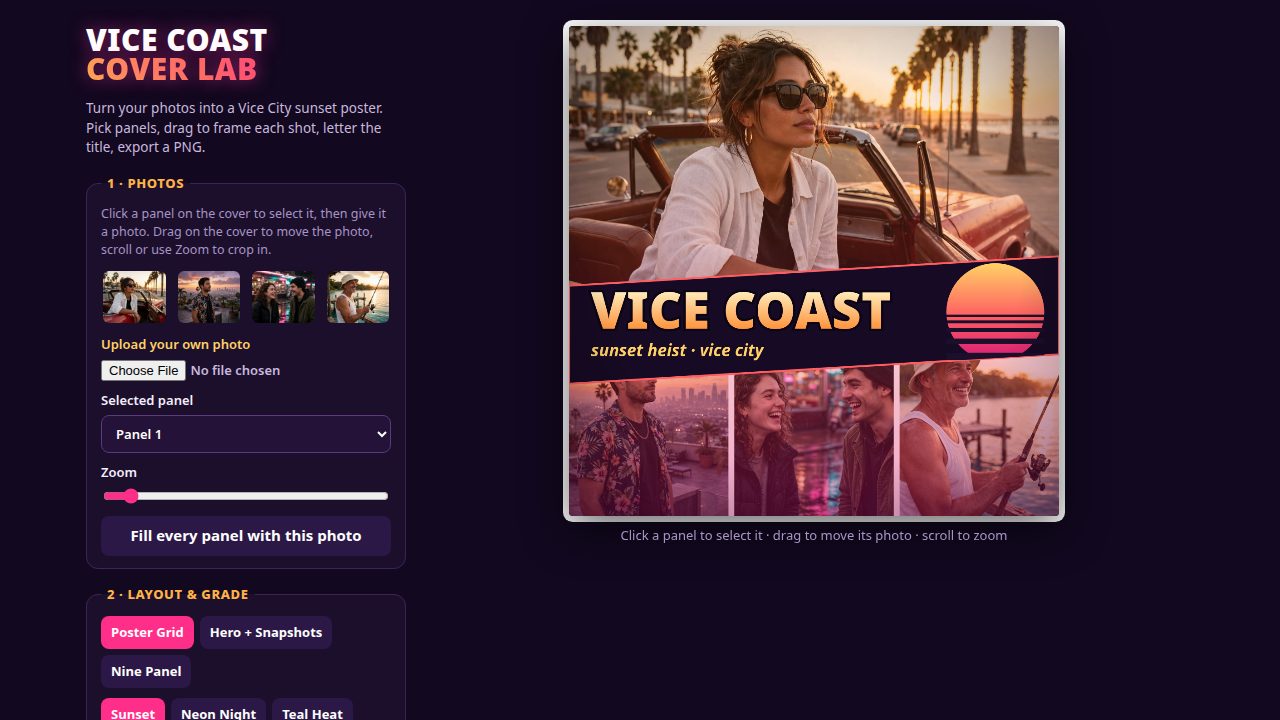 VICE COAST
COVER LAB
Turn your photos into a Vice City sunset poster.
Pick panels, drag to frame each shot, letter the
title, export a PNG.
1 · PHOTOS
Click a panel on the cover to select it, then give it
a photo. Drag on the cover to move the photo,
scroll or use Zoom to crop in.
Upload your own photo
Choose File No file chosen
Selected panel
Panel 1
Zoom
Fill every panel with this photo
2 · LAYOUT & GRADE
Poster Grid
Hero + Snapshots
Nine Panel
Sunset
Neon Night
Teal Heat
VICE COAST
sunset heist · vice city
Click a panel to select it · drag to move its photo · scroll to zoom